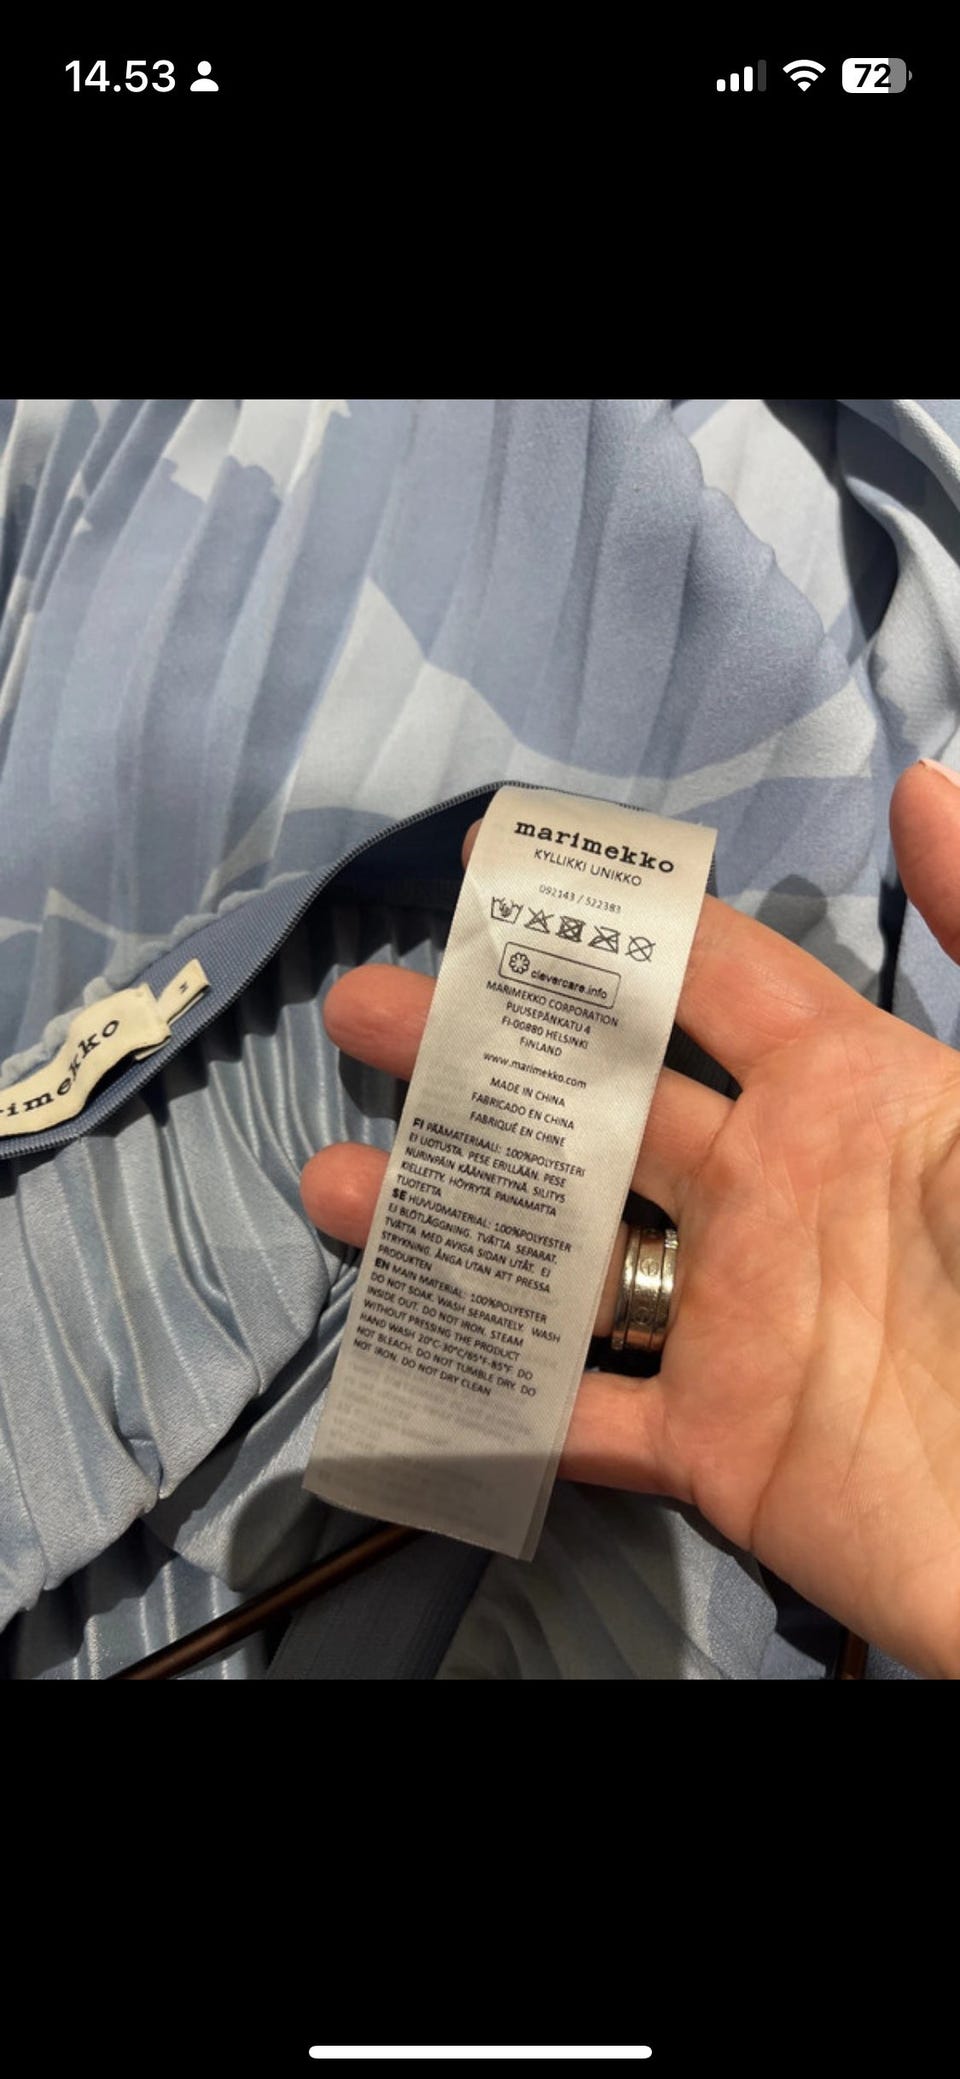 14.53
72
marimekko
KYLLIKKI UNIKKO
092143 / 522383
clevercare.info
MARIMEKKO CORPORATION
PUUSEPÄNKATU 4
FI-00880 HELSINKI
FINLAND
www.marimekko.com
MADE IN CHINA
FABRICADO EN CHINA
FABRIQUÉ EN CHINE
FI PÄÄMATERIAALI: 100%POLYESTERI
EI LIOTUSTA. PESE ERILLÄÄN. PESE
NURINPÄIN KÄÄNNETTYNÄ. SILITYS
KIELLETTY. HÖYRYTÄ PAINAMATTA
TUOTETTA
SE HUVUDMATERIAL: 100%POLYESTER
EJ BLÖTLÄGGNING. TVÄTTA SEPARAT.
TVÄTTA MED AVIGA SIDAN UTÅT. EJ
STRYKNING. ÅNGA UTAN ATT PRESSA
PRODUKTEN
EN MAIN MATERIAL: 100%POLYESTER
DO NOT SOAK. WASH SEPARATELY. WASH
INSIDE OUT. DO NOT IRON. STEAM
WITHOUT PRESSING THE PRODUCT
HAND WASH 20°C-30°C/65°F-85°F. DO
NOT BLEACH. DO NOT TUMBLE DRY. DO
NOT IRON. DO NOT DRY CLEAN
rimekko
M